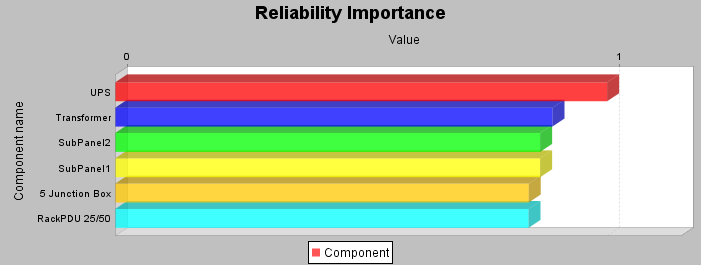 Reliability Importance
Value
0 1
Component name
UPS
Transformer
SubPanel2
SubPanel1
5 Junction Box
RackPDU 25/50
Component